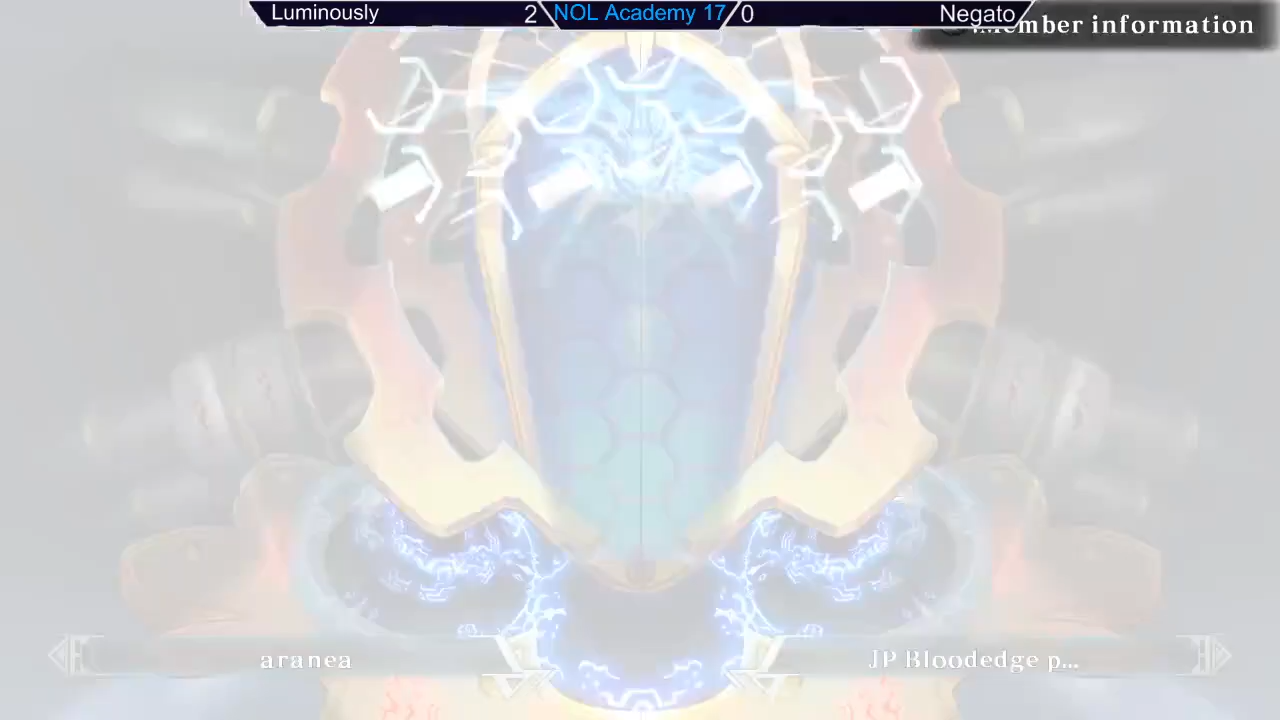 Luminously 2 NOL Academy 17 0 Negato
Member information
aranea
JP Bloodedge p...